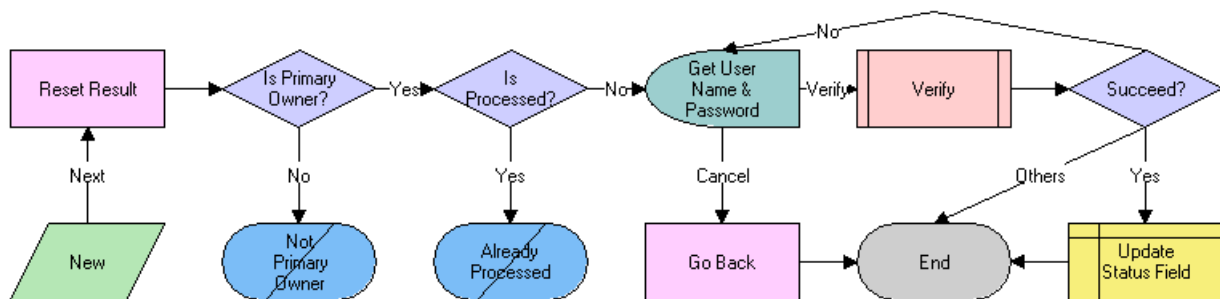 No
Reset Result
Is Primary
Owner?
Yes
Is
Processed?
No
Get User
Name &
Password
Verify
Verify
Succeed?
Next
No
Yes
Cancel
Others
Yes
New
Not
Primary
Owner
Already
Processed
Go Back
End
Update
Status Field